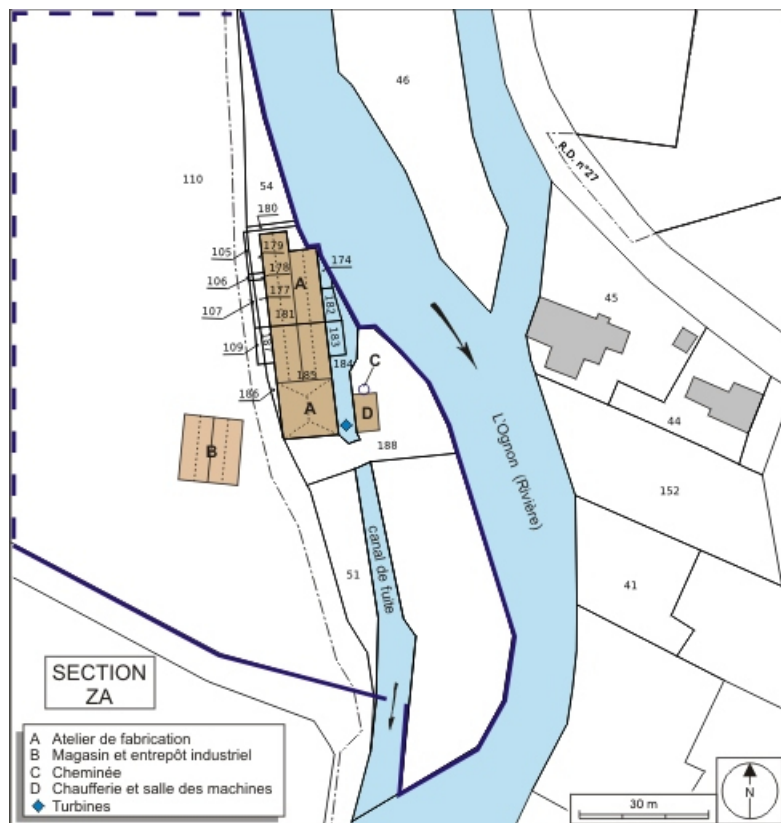 46
R.D. n°27
110
54
180
105
179
174
178
106
A
45
177
182
107
181
183
109
187
184
C
185
186
A
D
44
B
188
L'Ognon (Rivière)
152
canal de fuite
51
41
SECTION
ZA
A Atelier de fabrication
B Magasin et entrepôt industriel
C Cheminée
D Chaufferie et salle des machines
Turbines
30 m
N